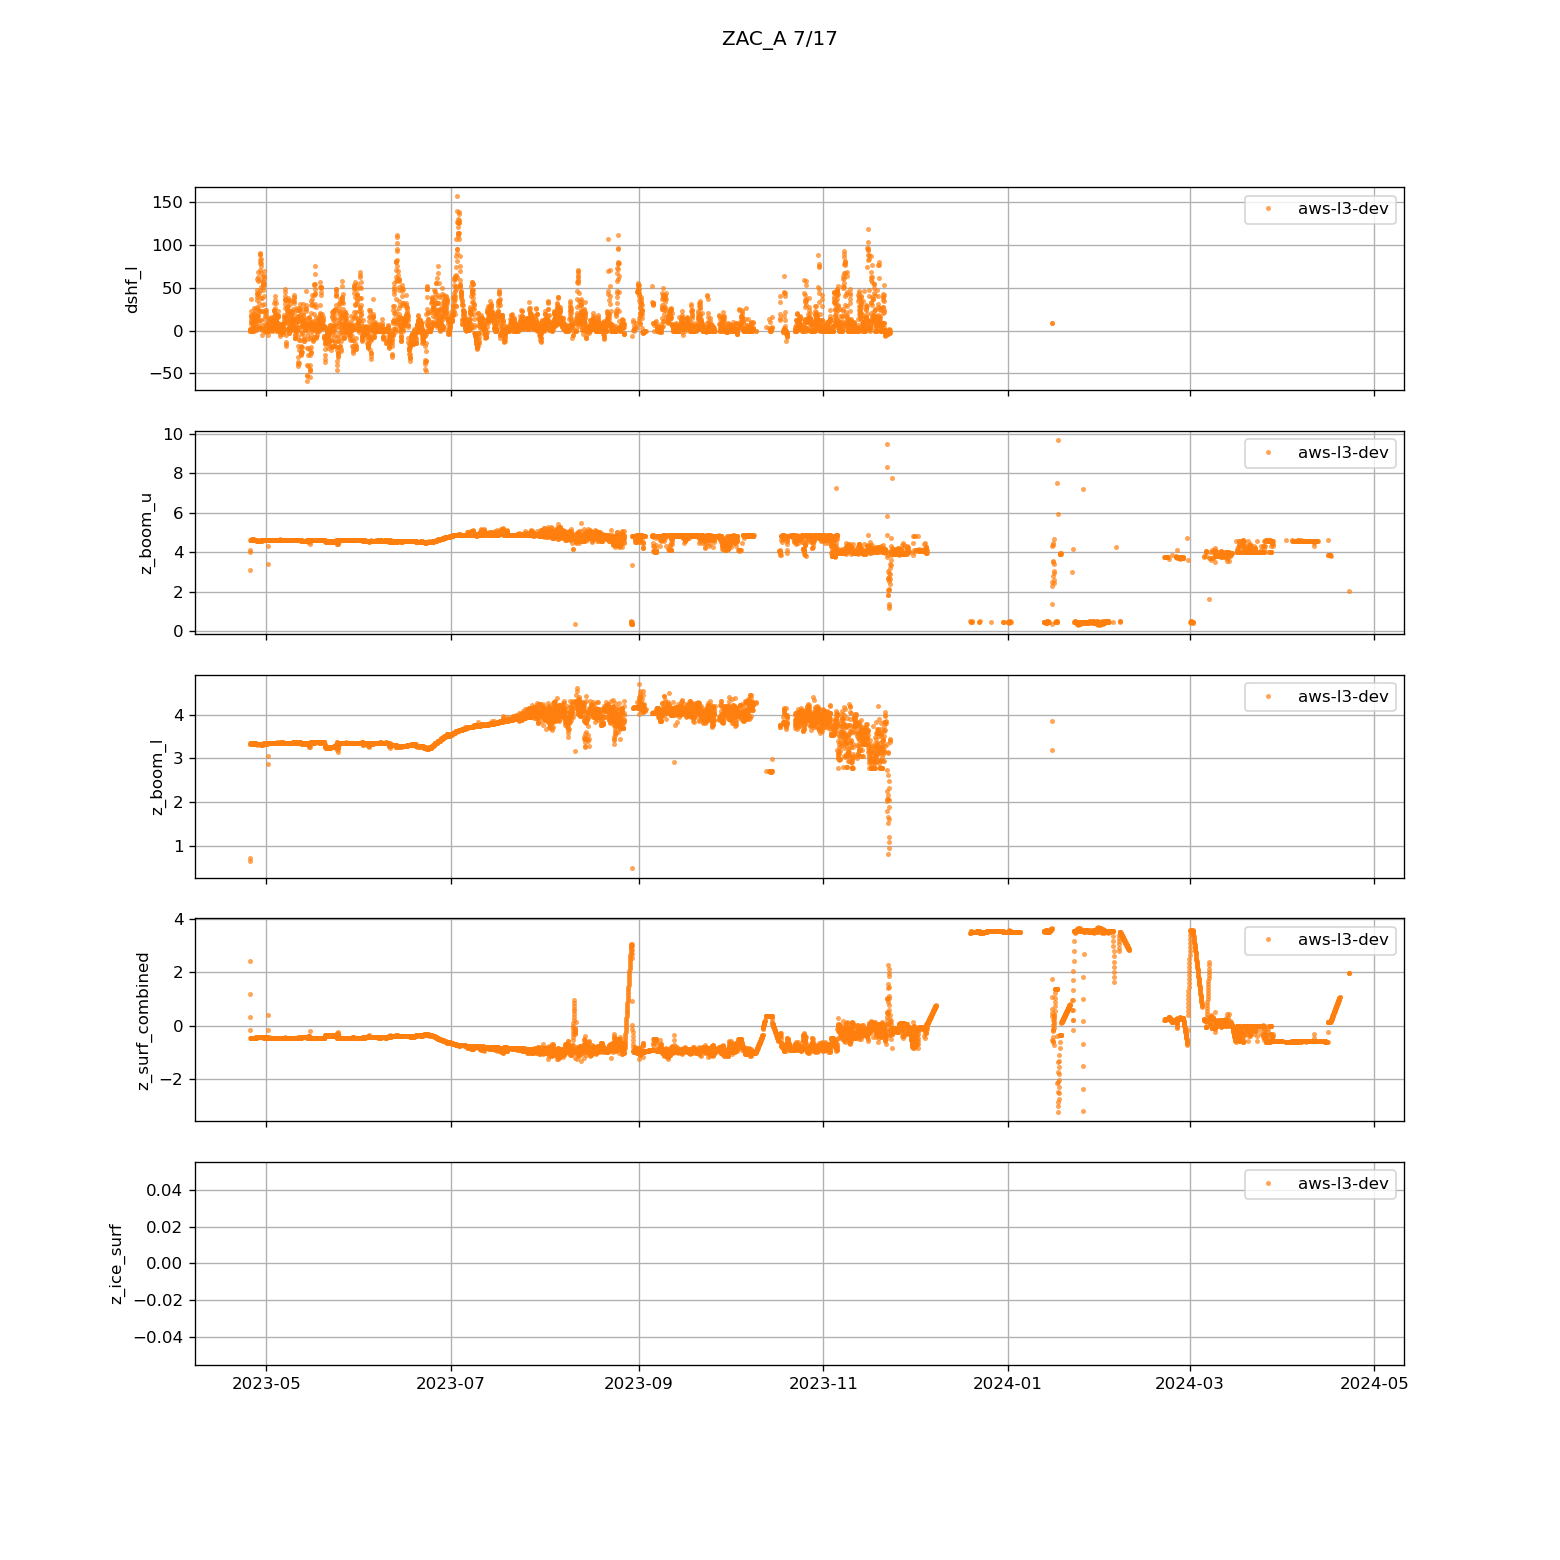 ZAC_A 7/17
150
100
50
0
−50
dshf_l
aws-l3-dev
10
8
6
4
2
0
z_boom_u
aws-l3-dev
4
3
2
1
z_boom_l
aws-l3-dev
4
2
0
−2
z_surf_combined
aws-l3-dev
0.04
0.02
0.00
−0.02
−0.04
z_ice_surf
aws-l3-dev
2023-05 2023-07 2023-09 2023-11 2024-01 2024-03 2024-05